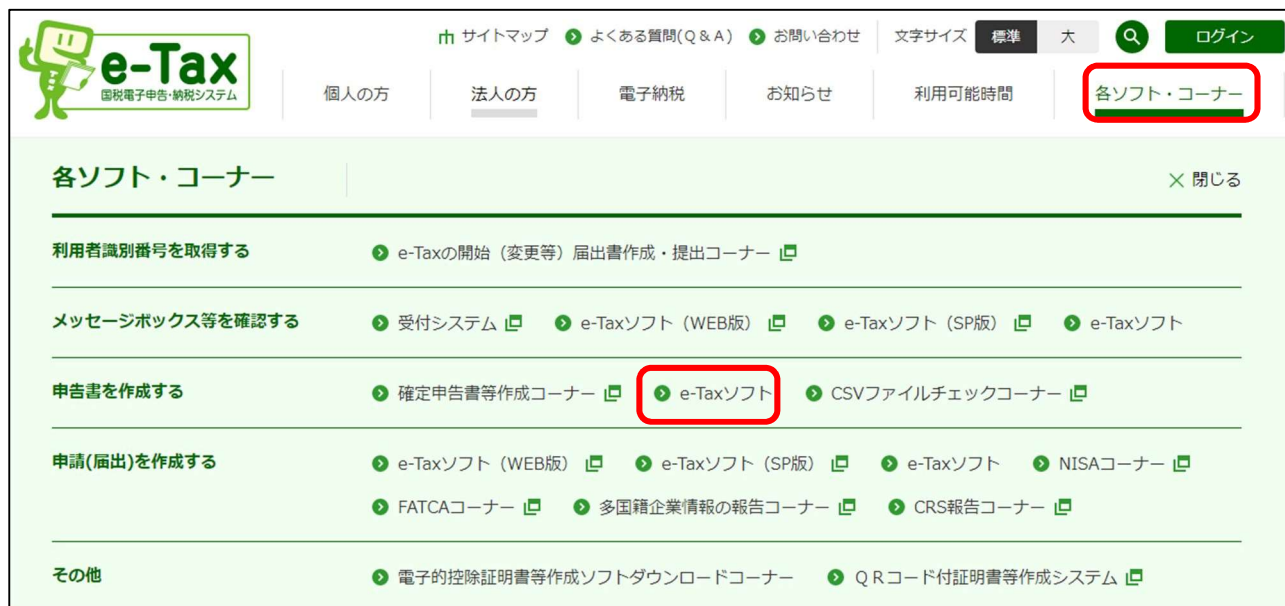 サイトマップ よくある質問(Q&A) お問い合わせ 文字サイズ 標準 大 ログイン
e-Tax
国税電子申告・納税システム
個人の方 法人の方 電子納税 お知らせ 利用可能時間 各ソフト・コーナー
各ソフト・コーナー 閉じる
利用者識別番号を取得する e-Taxの開始（変更等）届出書作成・提出コーナー
メッセージボックス等を確認する 受付システム e-Taxソフト（WEB版） e-Taxソフト（SP版） e-Taxソフト
申告書を作成する 確定申告書等作成コーナー e-Taxソフト CSVファイルチェックコーナー
申請(届出)を作成する e-Taxソフト（WEB版） e-Taxソフト（SP版） e-Taxソフト NISAコーナー
FATCAコーナー 多国籍企業情報の報告コーナー CRS報告コーナー
その他 電子的控除証明書等作成ソフトダウンロードコーナー QRコード付証明書等作成システム